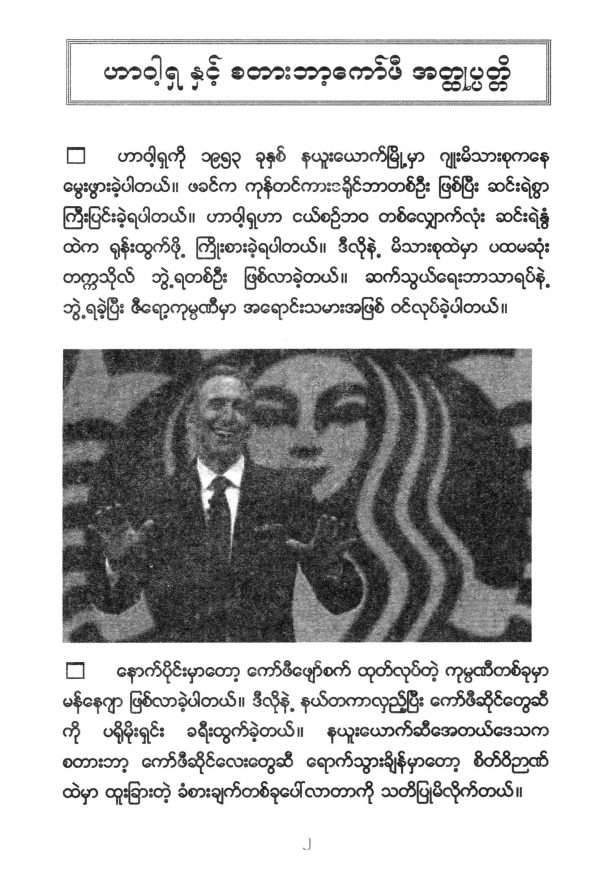 ဟာဝါ့ရှ နှင့် စတားဘာ့ကော်ဖီ အတ္ထုပ္ပတ္တိ
□ ဟာဝါ့ရှကို ၁၉၅၃ ခုနှစ် နယူးယောက်မြို့မှာ ဂျူးမိသားစုကနေ
မွေးဖွားခဲ့ပါတယ်။ ဖခင်က ကုန်တင်ကားဒရိုင်ဘာတစ်ဦး ဖြစ်ပြီး ဆင်းရဲစွာ
ကြီးပြင်းခဲ့ရပါတယ်။ ဟာဝါ့ရှဟာ ငယ်စဉ်ဘဝ တစ်လျှောက်လုံး ဆင်းရဲနွံ
ထဲက ရုန်းထွက်ဖို့ ကြိုးစားခဲ့ရပါတယ်။ ဒီလိုနဲ့ မိသားစုထဲမှာ ပထမဆုံး
တက္ကသိုလ် ဘွဲ့ရတစ်ဦး ဖြစ်လာခဲ့တယ်။ ဆက်သွယ်ရေးဘာသာရပ်နဲ့
ဘွဲ့ရခဲ့ပြီး ဇီရော့ကုမ္ပဏီမှာ အရောင်းသမားအဖြစ် ဝင်လုပ်ခဲ့ပါတယ်။
□ နောက်ပိုင်းမှာတော့ ကော်ဖီဖျော်စက် ထုတ်လုပ်တဲ့ ကုမ္ပဏီတစ်ခုမှာ
မန်နေဂျာ ဖြစ်လာခဲ့ပါတယ်။ ဒီလိုနဲ့ နယ်တကာလှည့်ပြီး ကော်ဖီဆိုင်တွေဆီ
ကို ပရိုမိုးရှင်း ခရီးထွက်ခဲ့တယ်။ နယူးယောက်ဆီအေတယ်ဒေသက
စတားဘာ့ ကော်ဖီဆိုင်လေးတွေဆီ ရောက်သွားချိန်မှာတော့ စိတ်ဝိဉာဏ်
ထဲမှာ ထူးခြားတဲ့ ခံစားချက်တစ်ခုပေါ်လာတာကို သတိပြုမိလိုက်တယ်။
၂